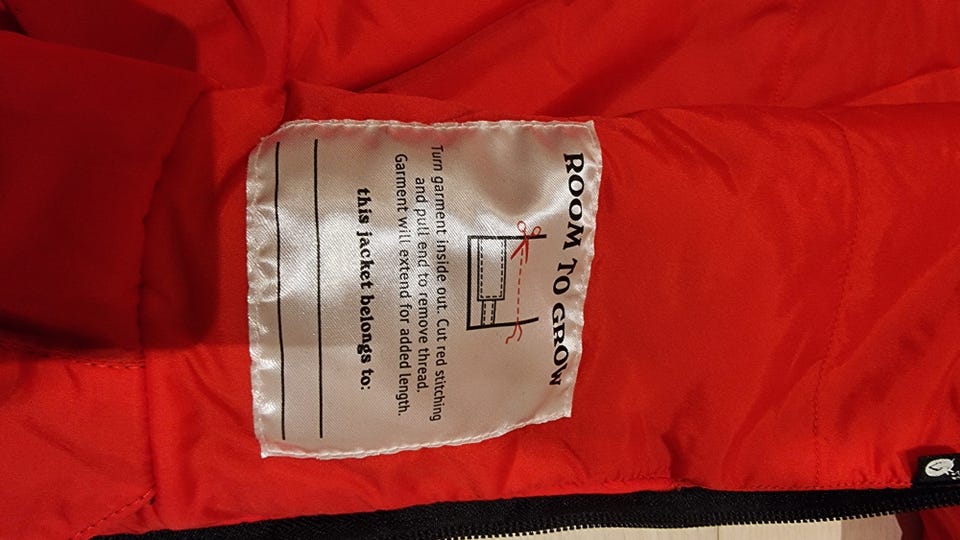 ROOM TO GROW
Turn garment inside out. Cut red stitching
and pull end to remove thread.
Garment will extend for added length.
this jacket belongs to: